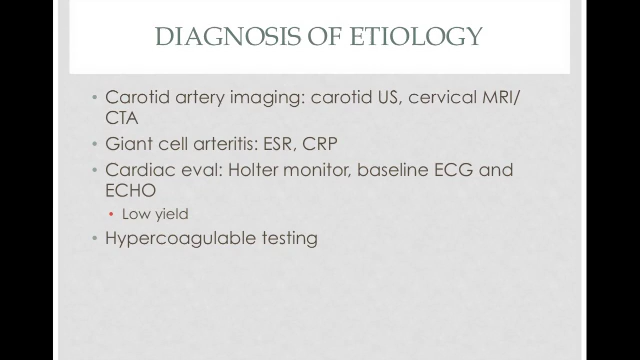 DIAGNOSIS OF ETIOLOGY
• Carotid artery imaging: carotid US, cervical MRI/
CTA
• Giant cell arteritis: ESR, CRP
• Cardiac eval: Holter monitor, baseline ECG and
ECHO
• Low yield
• Hypercoagulable testing